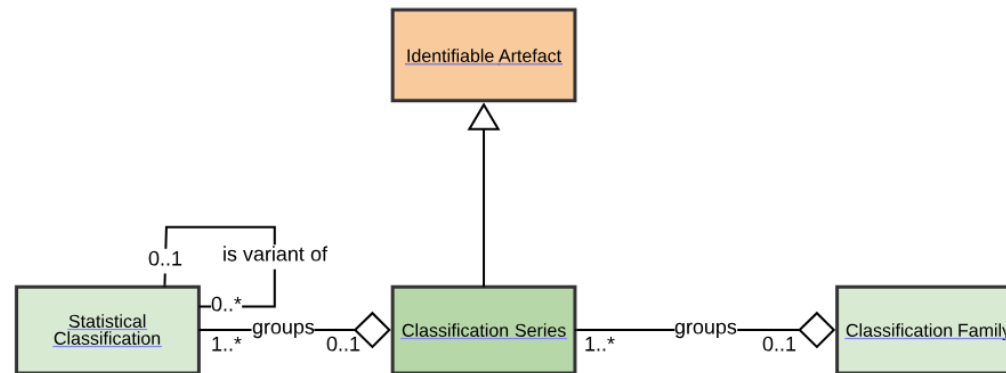 Identifiable Artefact
0..1
is variant of
0..*
Statistical
Classification
groups
1..*
0..1
Classification Series
groups
1..*
0..1
Classification Family